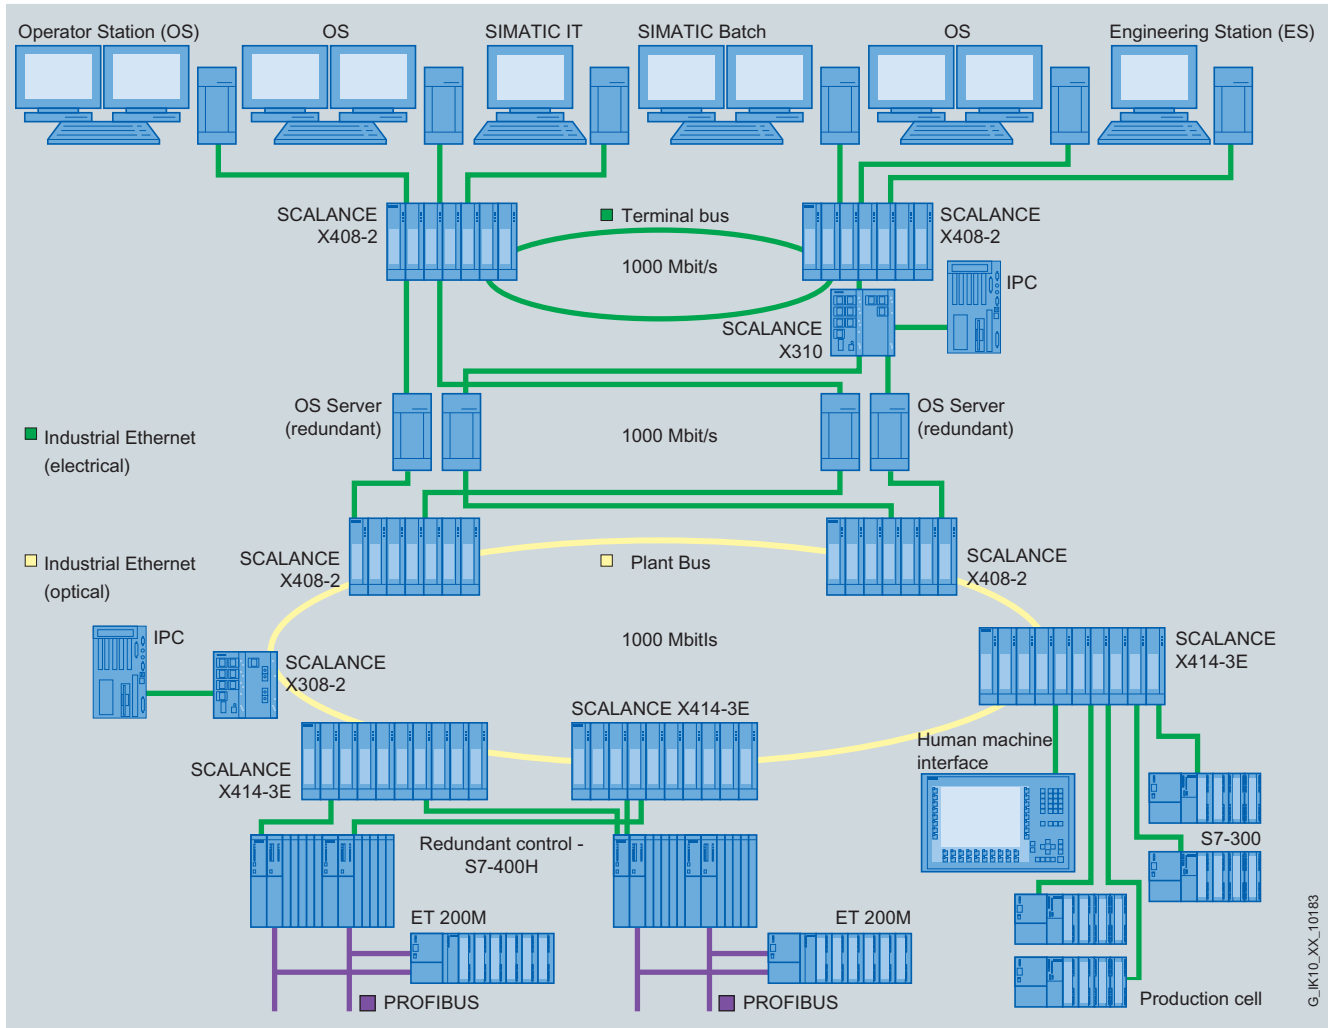 Operator Station (OS)
OS
SIMATIC IT
SIMATIC Batch
OS
Engineering Station (ES)
SCALANCE
X408-2
Terminal bus
SCALANCE
X408-2
1000 Mbit/s
IPC
SCALANCE
X310
OS Server
(redundant)
OS Server
(redundant)
1000 Mbit/s
Industrial Ethernet
(electrical)
Industrial Ethernet
(optical)
SCALANCE
X408-2
Plant Bus
SCALANCE
X408-2
IPC
SCALANCE
X308-2
1000 MbitIs
SCALANCE
X414-3E
SCALANCE X414-3E
SCALANCE
X414-3E
Human machine
interface
Redundant control -
S7-400H
S7-300
ET 200M
ET 200M
PROFIBUS
PROFIBUS
Production cell
G_IK10_XX_10183